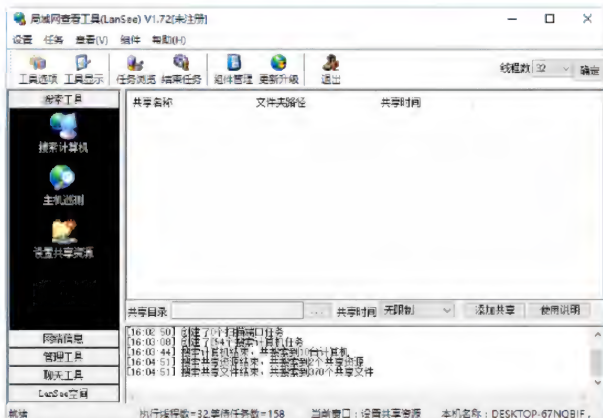 局域网查看工具(LanSee) V1.72[未注册]
设置 任务 查看(V) 组件 帮助(H)
工具选项 工具显示 任务浏览 结束任务 组件管理 更新升级 退出 线程数 32 确定
搜索工具
共享名称 文件夹路径 共享时间
搜索计算机
主机巡测
设置共享资源
共享目录 ... 共享时间 无限制 添加共享 使用说明
网络信息
管理工具
聊天工具
LanSee空间
[16:02:50] 创建了0个扫描端口任务
[16:03:08] 创建了254个搜索计算机任务
[16:03:44] 搜索计算机结束，共搜索到10台计算机
[16:04:51] 搜索共享资源结束，共搜索到2个共享资源
[16:04:51] 搜索共享文件结束，共搜索到370个共享文件
就绪 执行线程数=32,等待任务数=158 当前窗口：设置共享资源 本机名称：DESKTOP-67NQBIF,